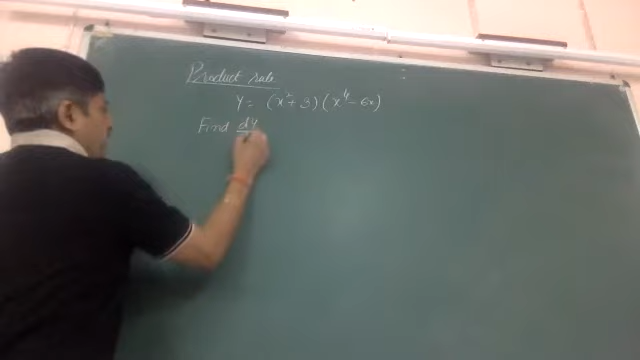 Product rule
y = (x²+3)(x⁴-6x)
Find dy